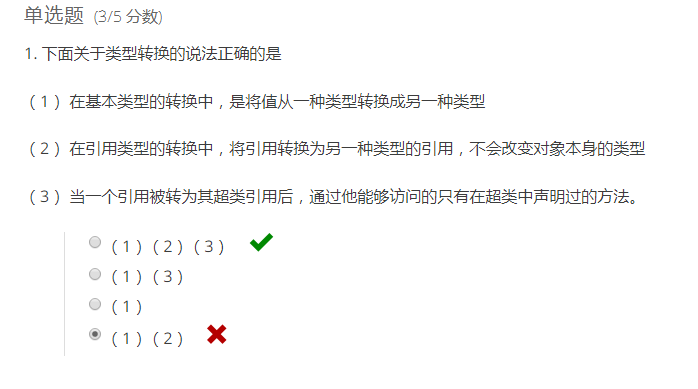 单选题 (3/5 分数)
1. 下面关于类型转换的说法正确的是
（1）在基本类型的转换中，是将值从一种类型转换成另一种类型
（2）在引用类型的转换中，将引用转换为另一种类型的引用，不会改变对象本身的类型
（3）当一个引用被转为其超类引用后，通过他能够访问的只有在超类中声明过的方法。
（1）（2）（3）
（1）（3）
（1）
（1）（2）